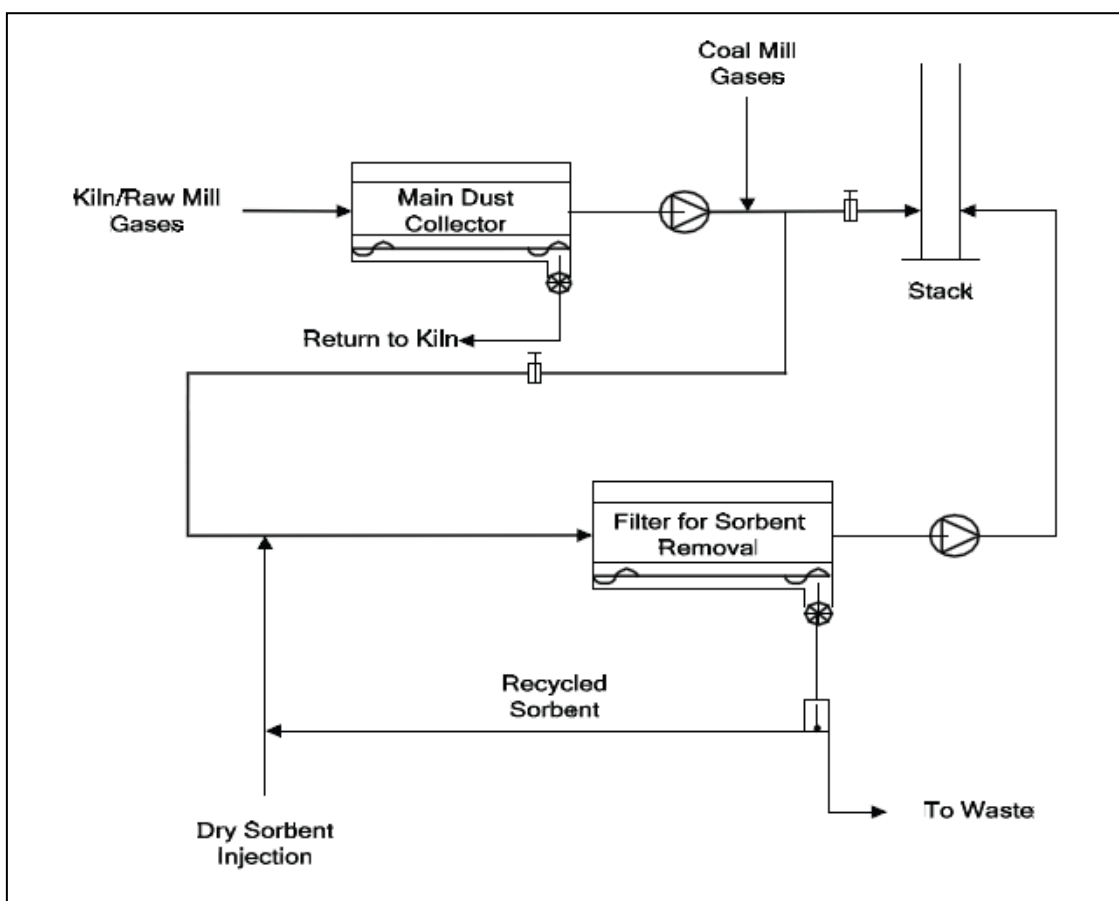 Coal Mill
Gases
Kiln/Raw Mill
Gases
Main Dust
Collector
Stack
Return to Kiln
Filter for Sorbent
Removal
Recycled
Sorbent
To Waste
Dry Sorbent
Injection